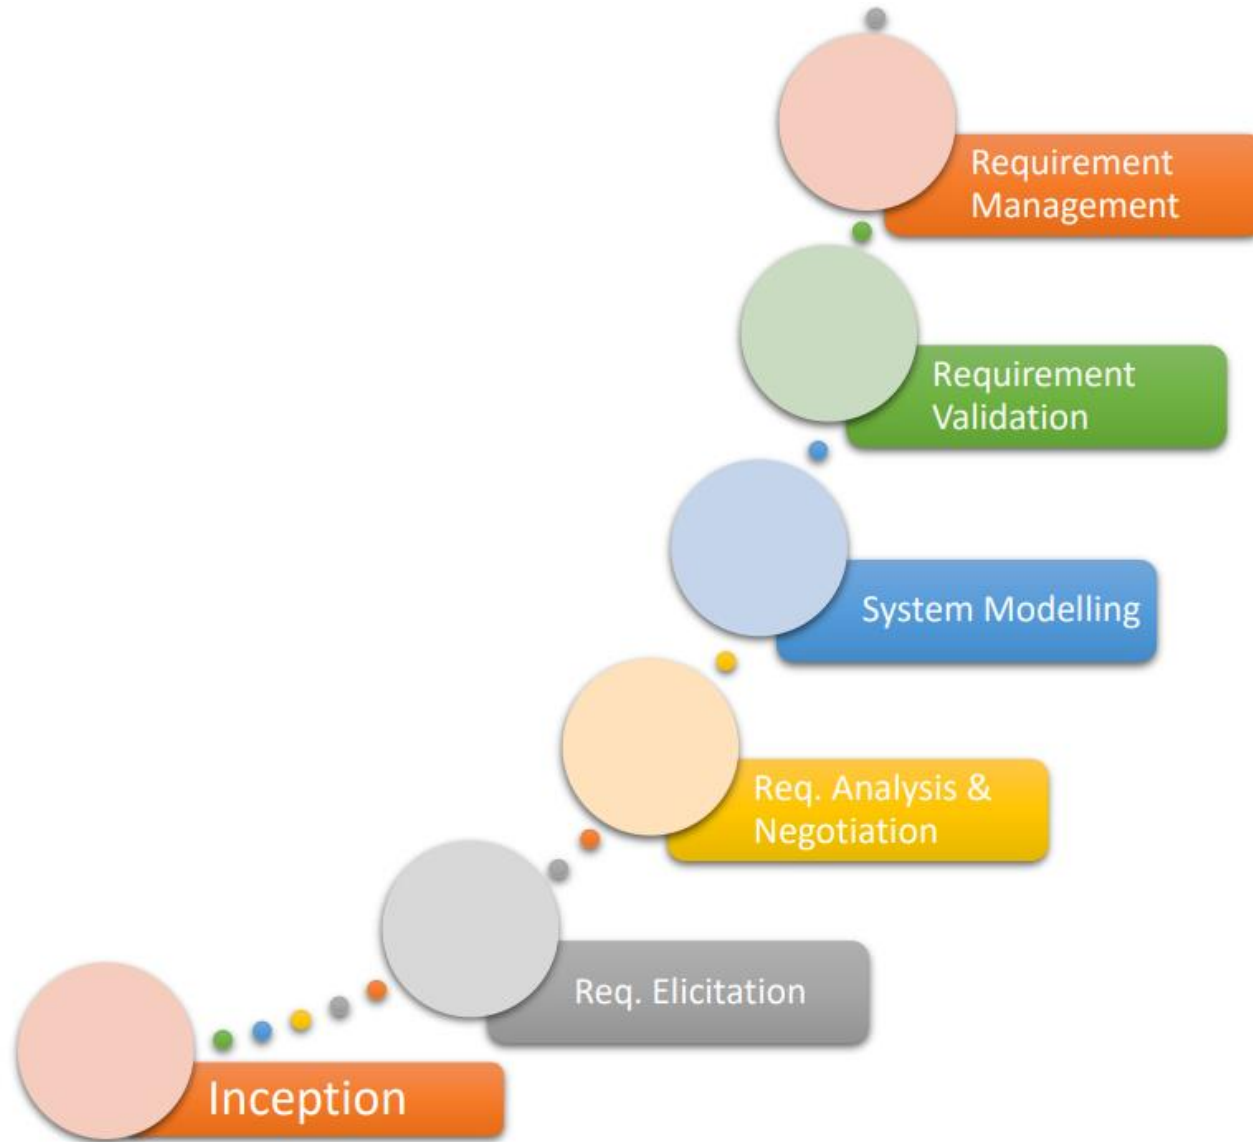 Requirement
Management
Requirement
Validation
System Modelling
Req. Analysis &
Negotiation
Req. Elicitation
Inception